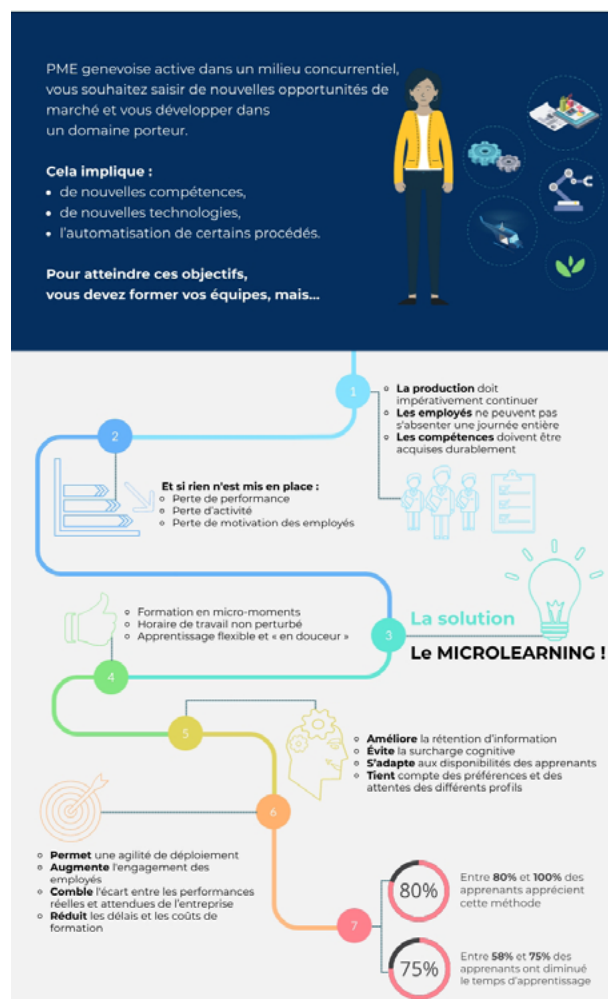 PME genevoise active dans un milieu concurrentiel,
vous souhaitez saisir de nouvelles opportunités de
marché et vous développer dans
un domaine porteur.
Cela implique :
• de nouvelles compétences,
• de nouvelles technologies,
• l'automatisation de certains procédés.
Pour atteindre ces objectifs,
vous devez former vos équipes, mais...
1
La production doit
impérativement continuer
Les employés ne peuvent pas
s'absenter une journée entière
Les compétences doivent être
acquises durablement
2
Et si rien n'est mis en place :
Perte de performance
Perte d'activité
Perte de motivation des employés
3
La solution
Le MICROLEARNING !
Formation en micro-moments
Horaire de travail non perturbé
Apprentissage flexible et « en douceur »
4
5
Améliore la rétention d'information
Évite la surcharge cognitive
S'adapte aux disponibilités des apprenants
Tient compte des préférences et des
attentes des différents profils
6
Permet une agilité de déploiement
Augmente l'engagement des
employés
Comble l'écart entre les performances
réelles et attendues de l'entreprise
Réduit les délais et les coûts de
formation
7
80%
Entre 80% et 100% des
apprenants apprécient
cette méthode
75%
Entre 58% et 75% des
apprenants ont diminué
le temps d'apprentissage